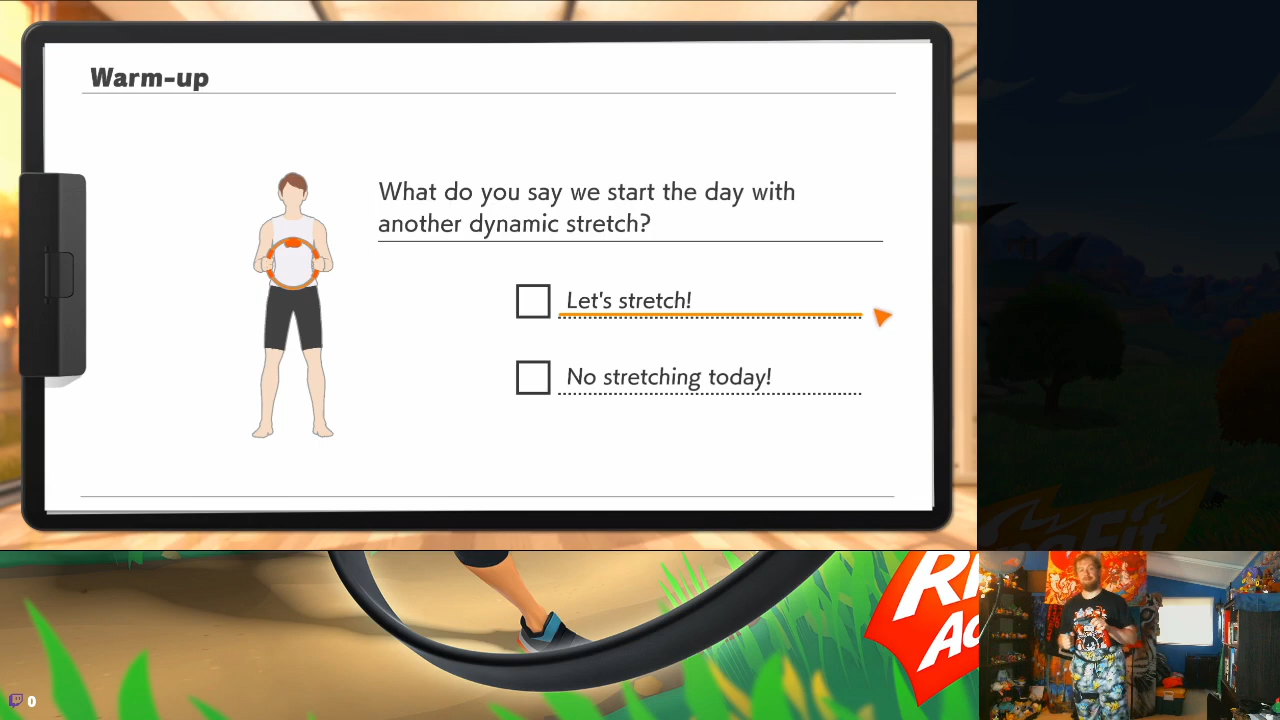 Warm-up
What do you say we start the day with
another dynamic stretch?
Let's stretch!
No stretching today!
0